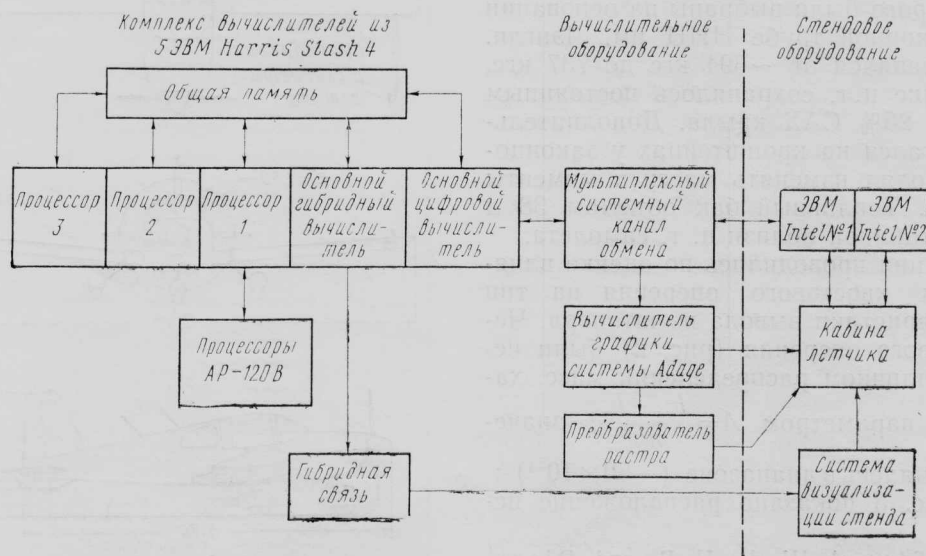 Комплекс вычислителей из
5 ЭВМ Harris Slash 4
Вычислительное
оборудование
Стендовое
оборудование
Общая память
Процессор
3
Процессор
2
Процессор
1
Основной
гибридный
вычисли-
тель
Основной
цифровой
вычисли-
тель
Мультиплексный
системный
канал
обмена
ЭВМ
Intel №1
ЭВМ
Intel №2
Процессоры
АР-120В
Вычислитель
графики
системы Adage
Кабина
летчика
Преобразователь
растра
Гибридная
связь
Система
визуализа-
ции стенда